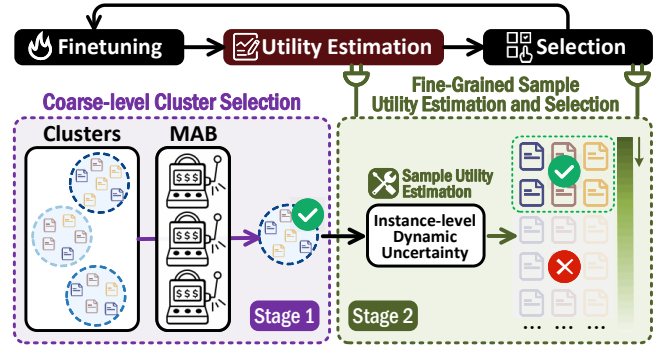 Finetuning
Utility Estimation
Selection
Coarse-level Cluster Selection
Fine-Grained Sample
Utility Estimation and Selection
Clusters
MAB
$$$
$$$
$$$
Stage 1
Sample Utility
Estimation
Instance-level
Dynamic
Uncertainty
Stage 2
... ... ...